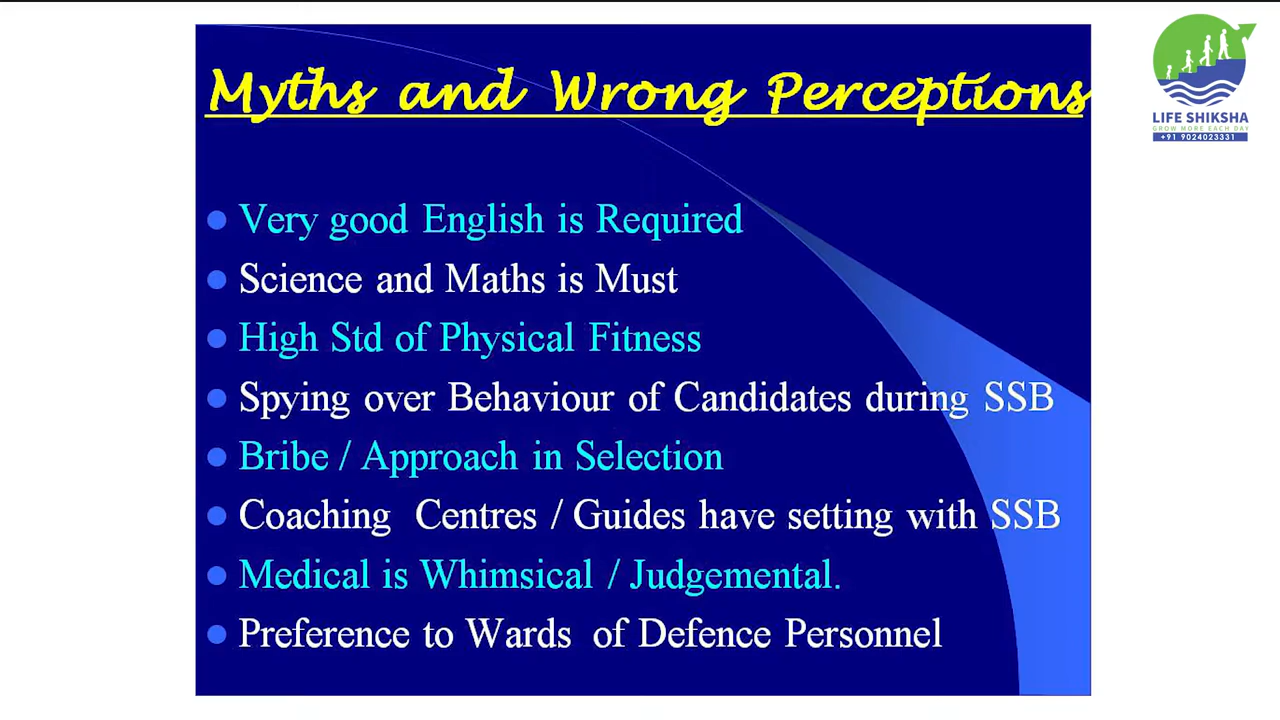 Myths and Wrong Perceptions
LIFE SHIKSHA
GROW MORE EACH DAY
+91 9024023331
Very good English is Required
Science and Maths is Must
High Std of Physical Fitness
Spying over Behaviour of Candidates during SSB
Bribe / Approach in Selection
Coaching Centres / Guides have setting with SSB
Medical is Whimsical / Judgemental.
Preference to Wards of Defence Personnel